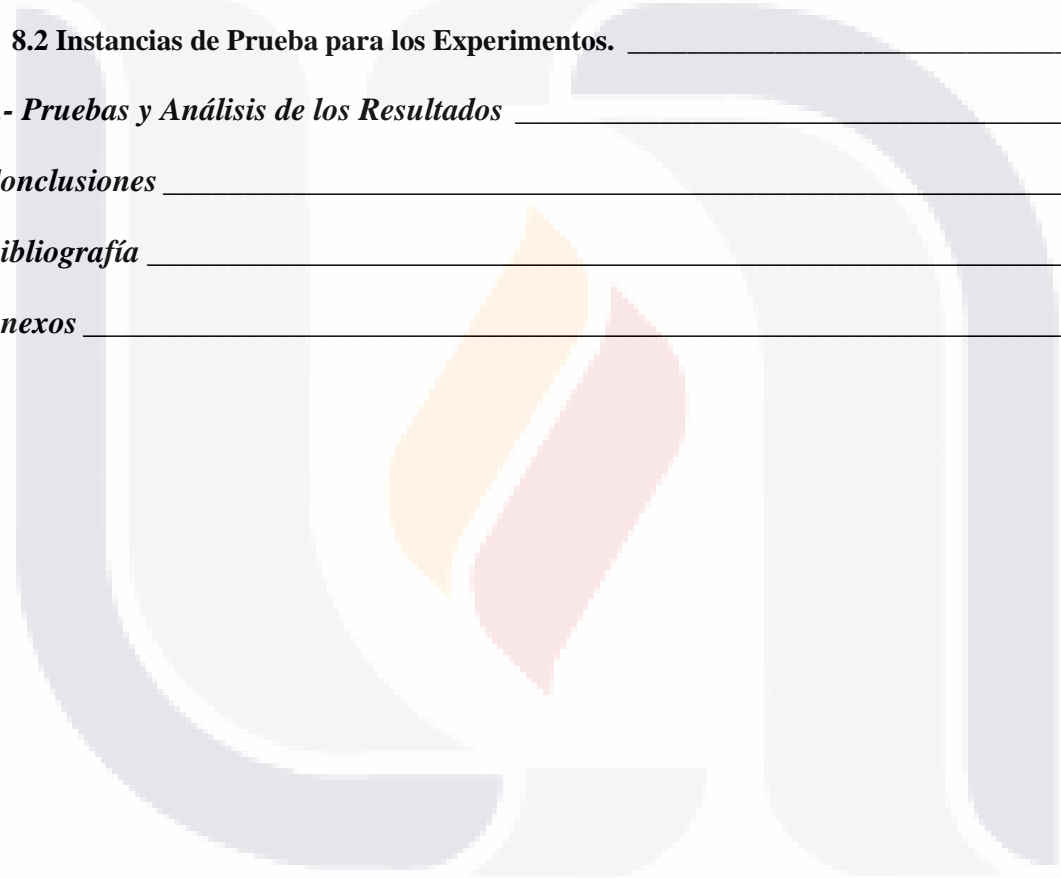 8.2 Instancias de Prueba para los Experimentos. ______________________________
.- Pruebas y Análisis de los Resultados ______________________________________
onclusiones ______________________________________________________________
ibliografía _______________________________________________________________
nexos ___________________________________________________________________